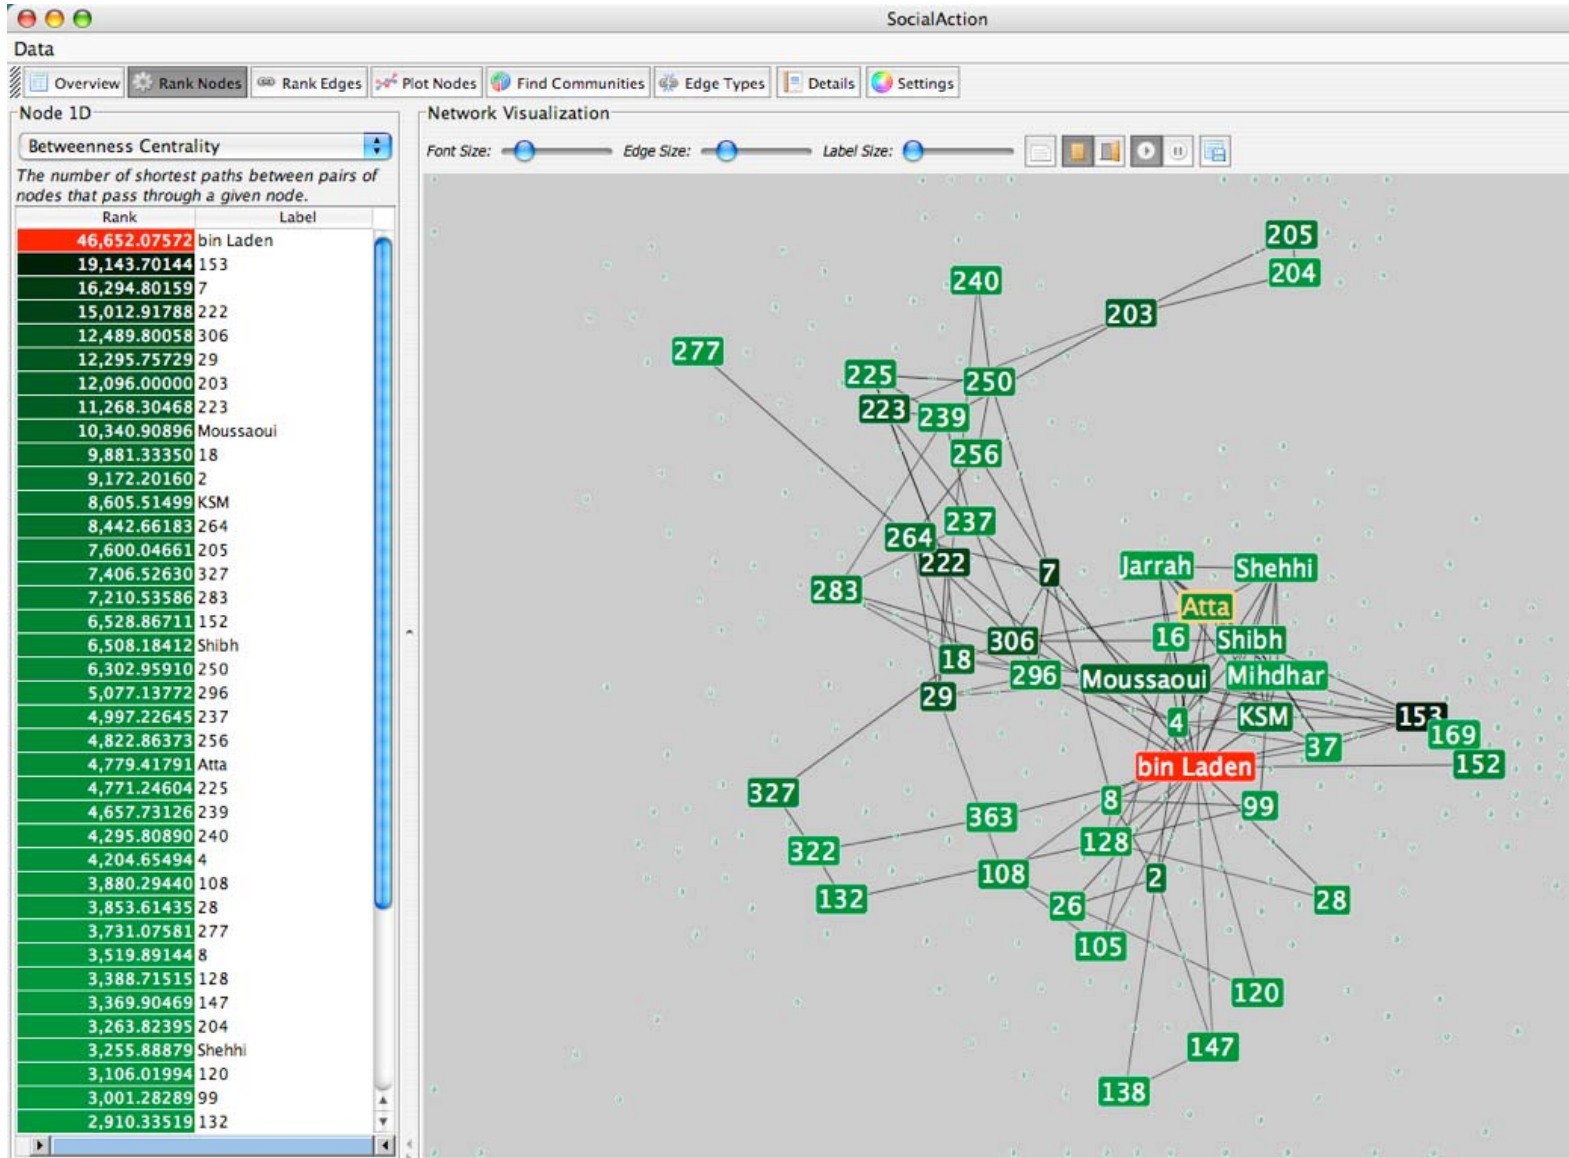 SocialAction
Data
Overview
Rank Nodes
Rank Edges
Plot Nodes
Find Communities
Edge Types
Details
Settings
Node 1D
Betweenness Centrality
The number of shortest paths between pairs of
nodes that pass through a given node.
Rank Label
46,652.07572 bin Laden
19,143.70144 153
16,294.80159 7
15,012.91788 222
12,489.80058 306
12,295.75729 29
12,096.00000 203
11,268.30468 223
10,340.90896 Moussaoui
9,881.33350 18
9,172.20160 2
8,605.51499 KSM
8,442.66183 264
7,600.04661 205
7,406.52630 327
7,210.53586 283
6,528.86711 152
6,508.18412 Shibh
6,302.95910 250
5,077.13772 296
4,997.22645 237
4,822.86373 256
4,779.41791 Atta
4,771.24604 225
4,657.73126 239
4,295.80890 240
4,204.65494 4
3,880.29440 108
3,853.61435 28
3,731.07581 277
3,519.89144 8
3,388.71515 128
3,369.90469 147
3,263.82395 204
3,255.88879 Shehhi
3,106.01994 120
3,001.28289 99
2,910.33519 132
Network Visualization
Font Size:
Edge Size:
Label Size:
205
204
240
203
277
225
250
223
239
256
237
264
222
7
Jarrah
Shehhi
283
Atta
306
16
Shibh
18
296
Moussaoui
Mihdhar
29
4
KSM
153
169
37
bin Laden
152
327
8
99
363
128
322
108
2
132
26
28
105
120
147
138